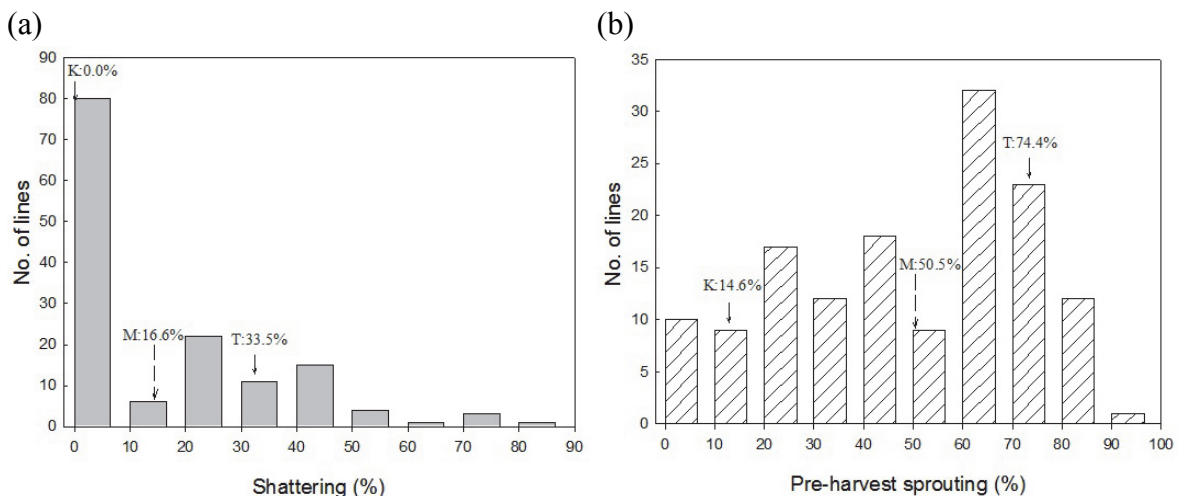 (a)
90
80
70
60
50
40
30
20
10
0
No. of lines
K:0.0%
M:16.6%
T:33.5%
0 10 20 30 40 50 60 70 80 90
Shattering (%)
(b)
35
30
25
20
15
10
5
0
No. of lines
T:74.4%
M:50.5%
K:14.6%
0 10 20 30 40 50 60 70 80 90 100
Pre-harvest sprouting (%)